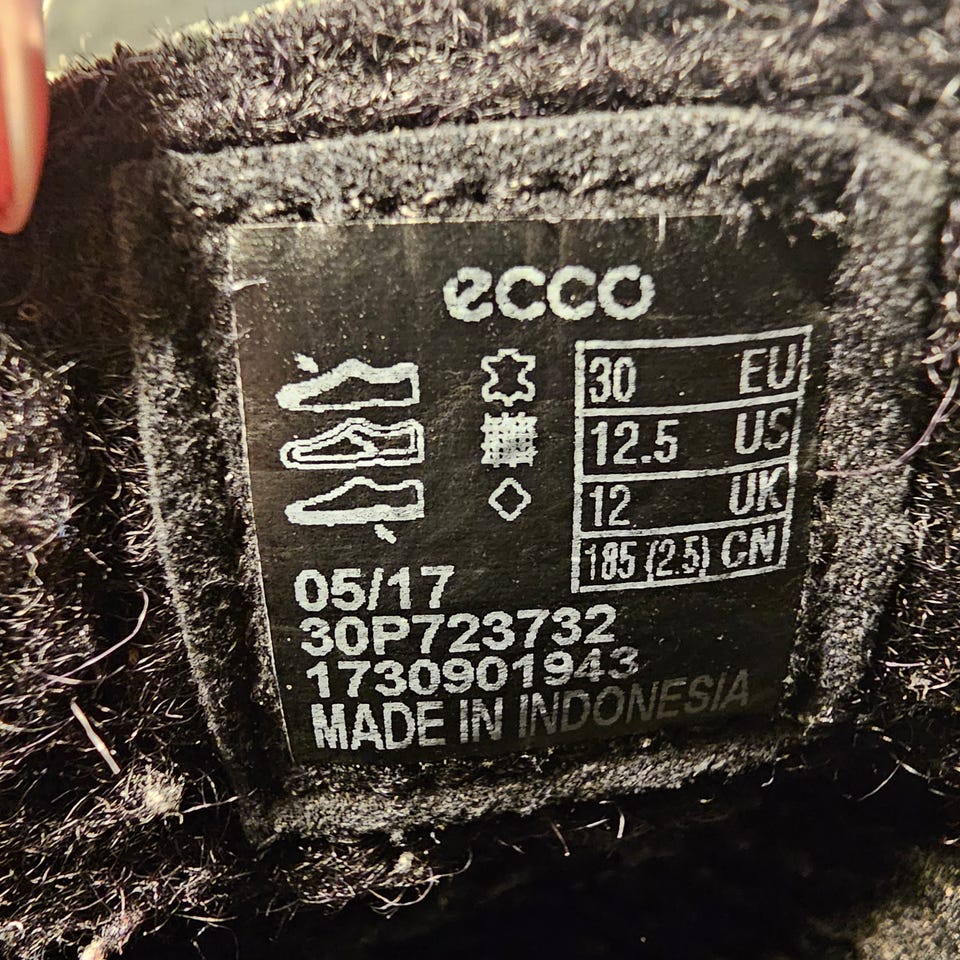 ecco
30 EU
12.5 US
12 UK
185 (2.5) CN
05/17
30P723732
1730901943
MADE IN INDONESIA